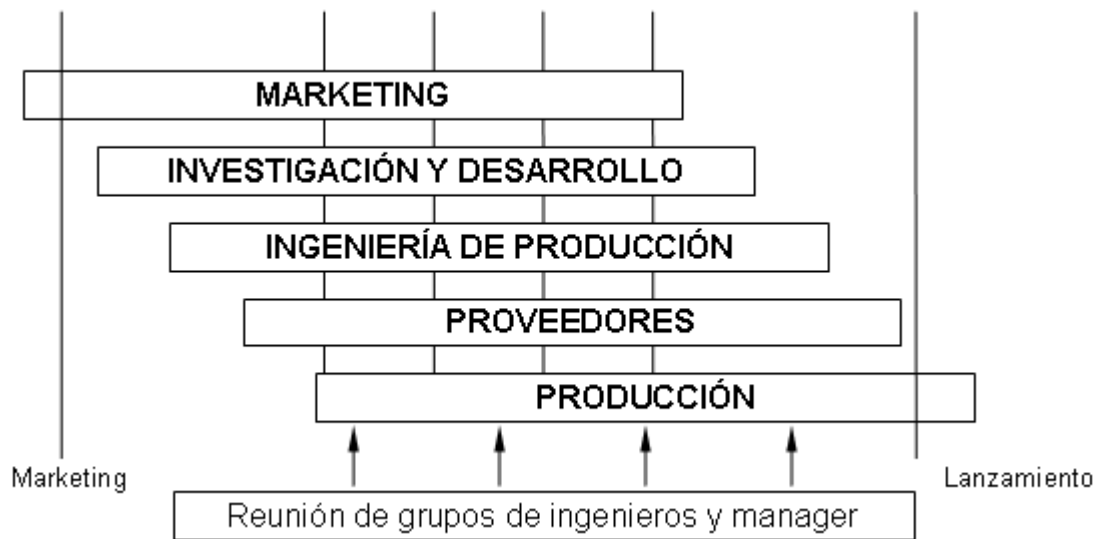 MARKETING
INVESTIGACIÓN Y DESARROLLO
INGENIERÍA DE PRODUCCIÓN
PROVEEDORES
PRODUCCIÓN
Marketing
Lanzamiento
Reunión de grupos de ingenieros y manager